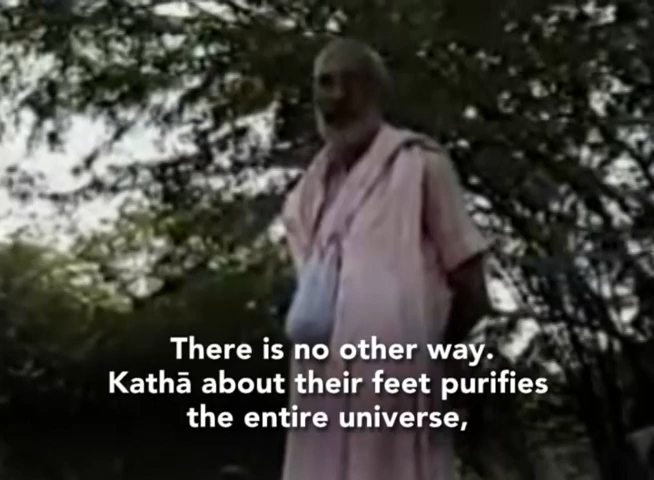 There is no other way.
Kathā about their feet purifies
the entire universe,